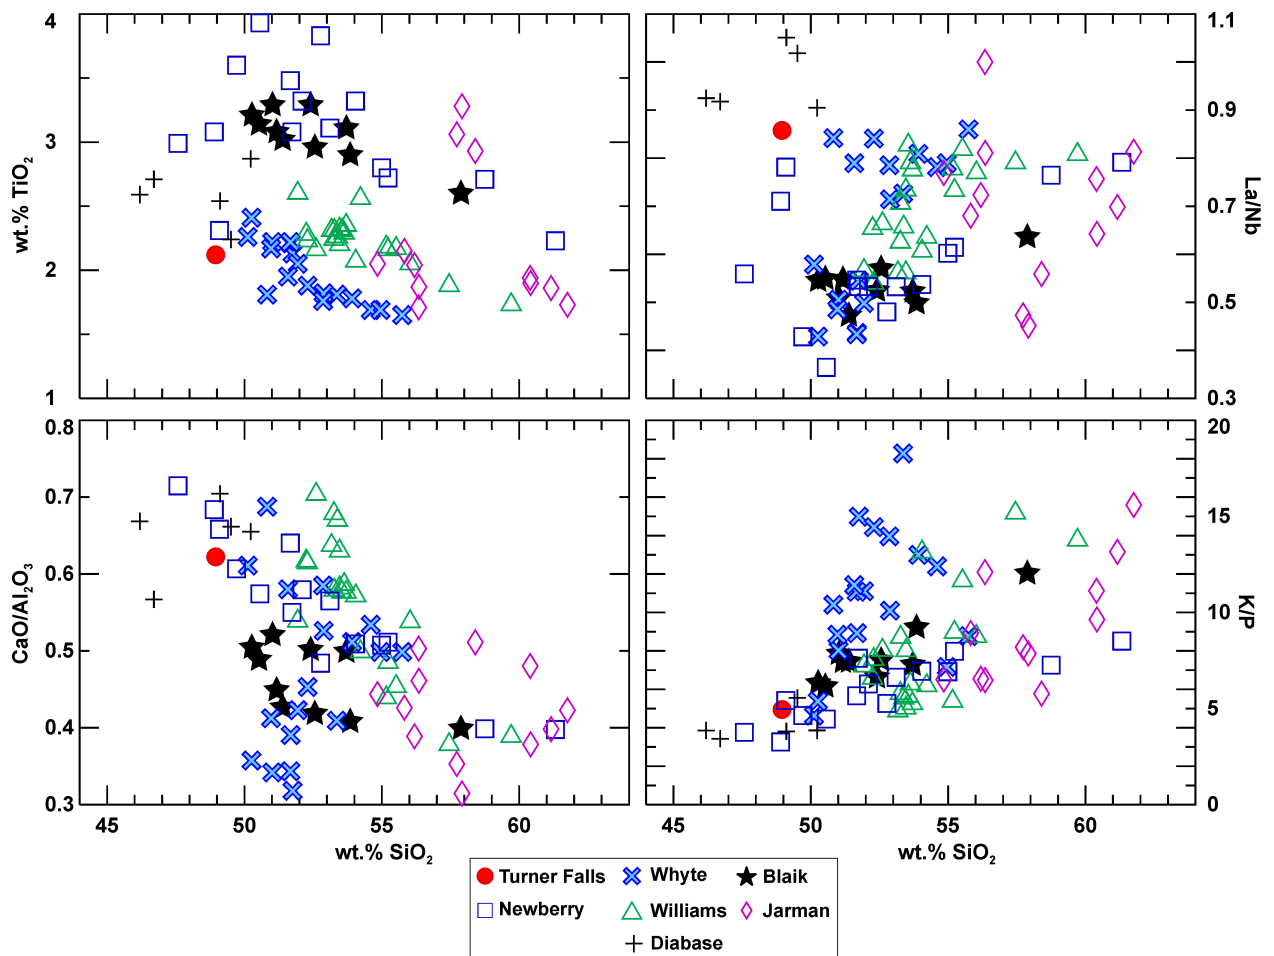 4
3
2
1
wt.% TiO₂
1.1
0.9
0.7
0.5
0.3
La/Nb
0.8
0.7
0.6
0.5
0.4
0.3
CaO/Al₂O₃
20
15
10
5
0
K/P
45 50 55 60
wt.% SiO₂
45 50 55 60
wt.% SiO₂
Turner Falls Whyte Blaik
Newberry Williams Jarman
Diabase